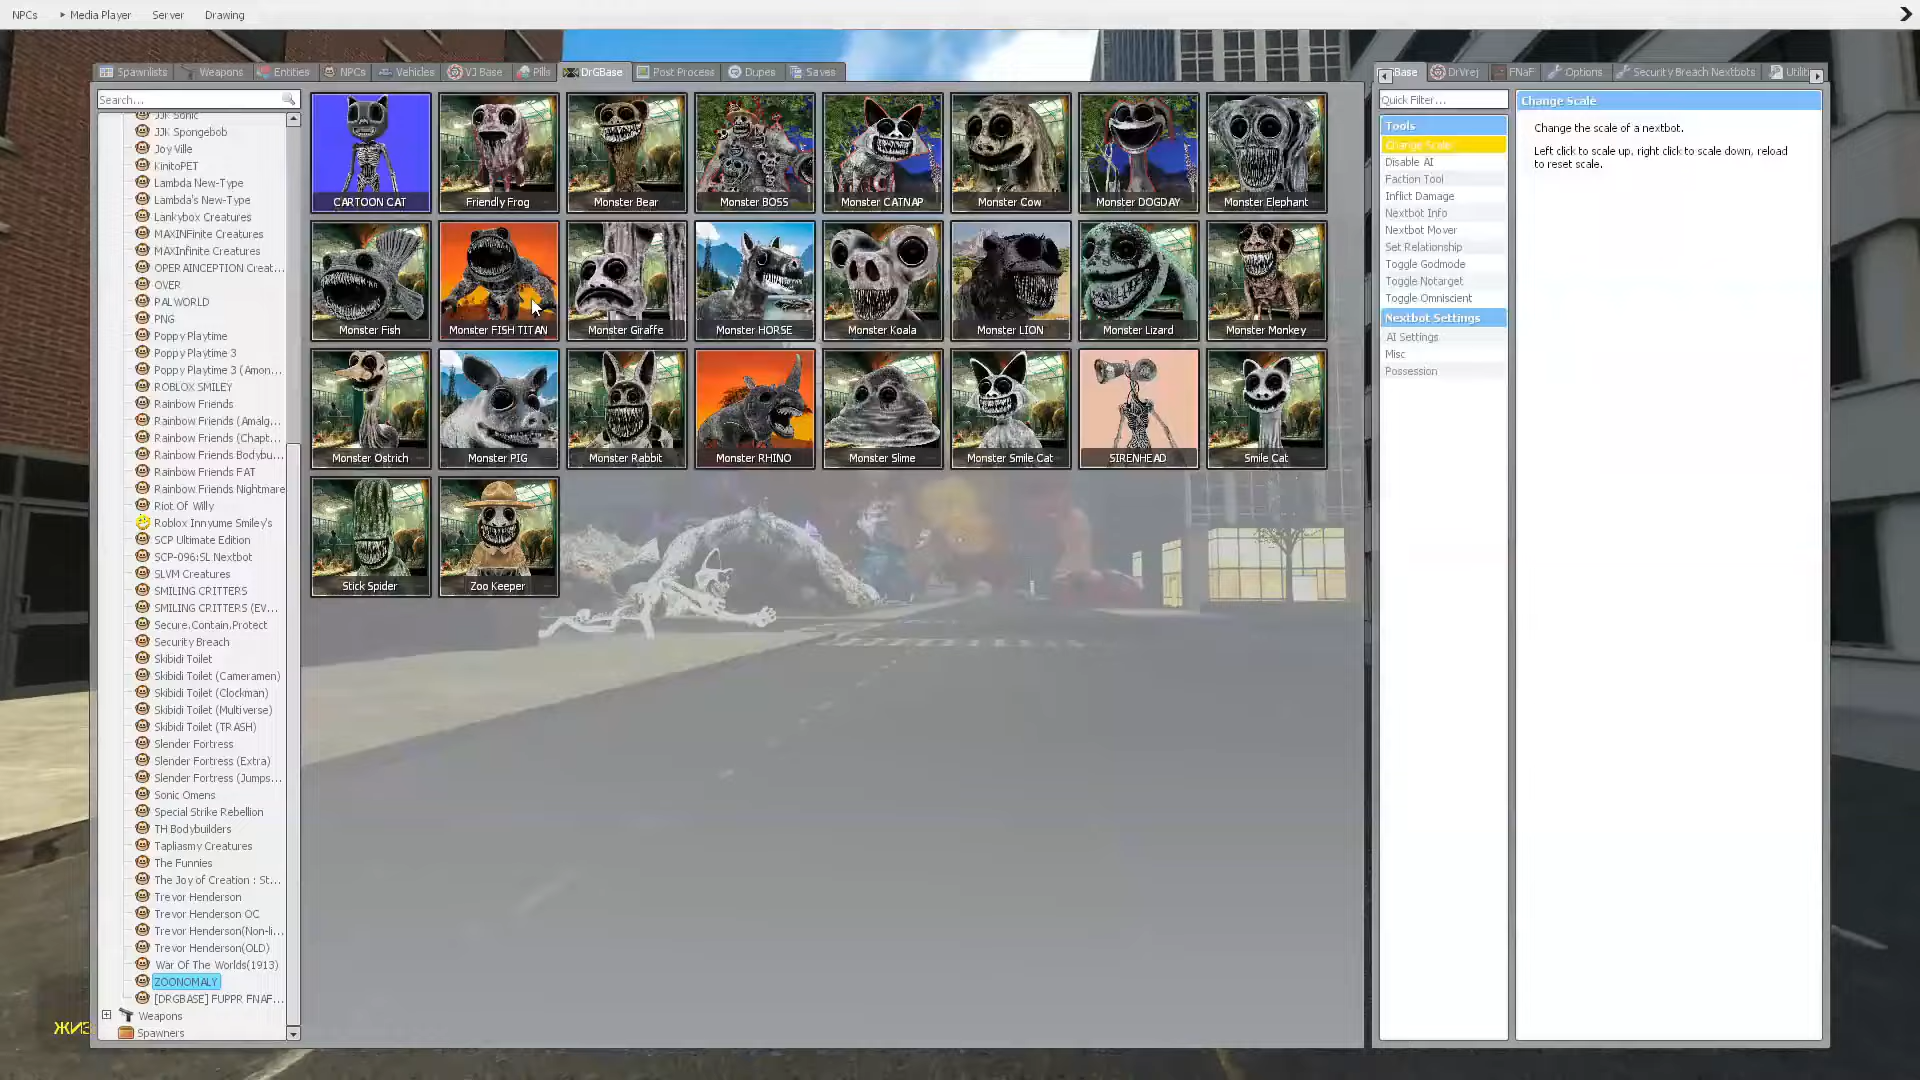 NPCs
Media Player
Server
Drawing
Spawnlists
Weapons
Entities
NPCs
Vehicles
VJ Base
Pills
DrGBase
Post Process
Dupes
Saves
Search...
JJK Sonic
JJK Spongebob
Joy Ville
KinitoPET
Lambda New-Type
Lambda's New-Type
Lankybox Creatures
MAXINFinite Creatures
MAXInfinite Creatures
OPERAINCEPTION Creat...
OVER
PALWORLD
PNG
Poppy Playtime
Poppy Playtime 3
Poppy Playtime 3 (Amon...
ROBLOX SMILEY
Rainbow Friends
Rainbow Friends (Amalg...
Rainbow Friends (Chapt...
Rainbow Friends Bodybu...
Rainbow Friends FAT
Rainbow Friends Nightmare
Riot Of Willy
Roblox Innyume Smiley's
SCP Ultimate Edition
SCP-096:SL Nextbot
SLVM Creatures
SMILING CRITTERS
SMILING CRITTERS (EV...
Secure.Contain.Protect
Security Breach
Skibidi Toilet
Skibidi Toilet (Cameramen)
Skibidi Toilet (Clockman)
Skibidi Toilet (Multiverse)
Skibidi Toilet (TRASH)
Slender Fortress
Slender Fortress (Extra)
Slender Fortress (Jumps...
Sonic Omens
Special Strike Rebellion
TH Bodybuilders
Tapliasmy Creatures
The Funnies
The Joy of Creation : St...
Trevor Henderson
Trevor Henderson OC
Trevor Henderson(Non-li...
Trevor Henderson(OLD)
War Of The Worlds(1913)
ZOONOMALY
[DRGBASE] FUPPR FNAF...
Weapons
Spawners
ЖИЗ
CARTOON CAT
Friendly Frog
Monster Bear
Monster BOSS
Monster CATNAP
Monster Cow
Monster DOGDAY
Monster Elephant
Monster Fish
Monster FISH TITAN
Monster Giraffe
Monster HORSE
Monster Koala
Monster LION
Monster Lizard
Monster Monkey
Monster Ostrich
Monster PIG
Monster Rabbit
Monster RHINO
Monster Slime
Monster Smile Cat
SIRENHEAD
Smile Cat
Stick Spider
Zoo Keeper
Base
DrVrej
FNaF
Options
Security Breach Nextbots
Utiliti
Quick Filter...
Tools
Change Scale
Disable AI
Faction Tool
Inflict Damage
Nextbot Info
Nextbot Mover
Set Relationship
Toggle Godmode
Toggle Notarget
Toggle Omniscient
Nextbot Settings
AI Settings
Misc
Possession
Change Scale
Change the scale of a nextbot.
Left click to scale up, right click to scale down, reload
to reset scale.